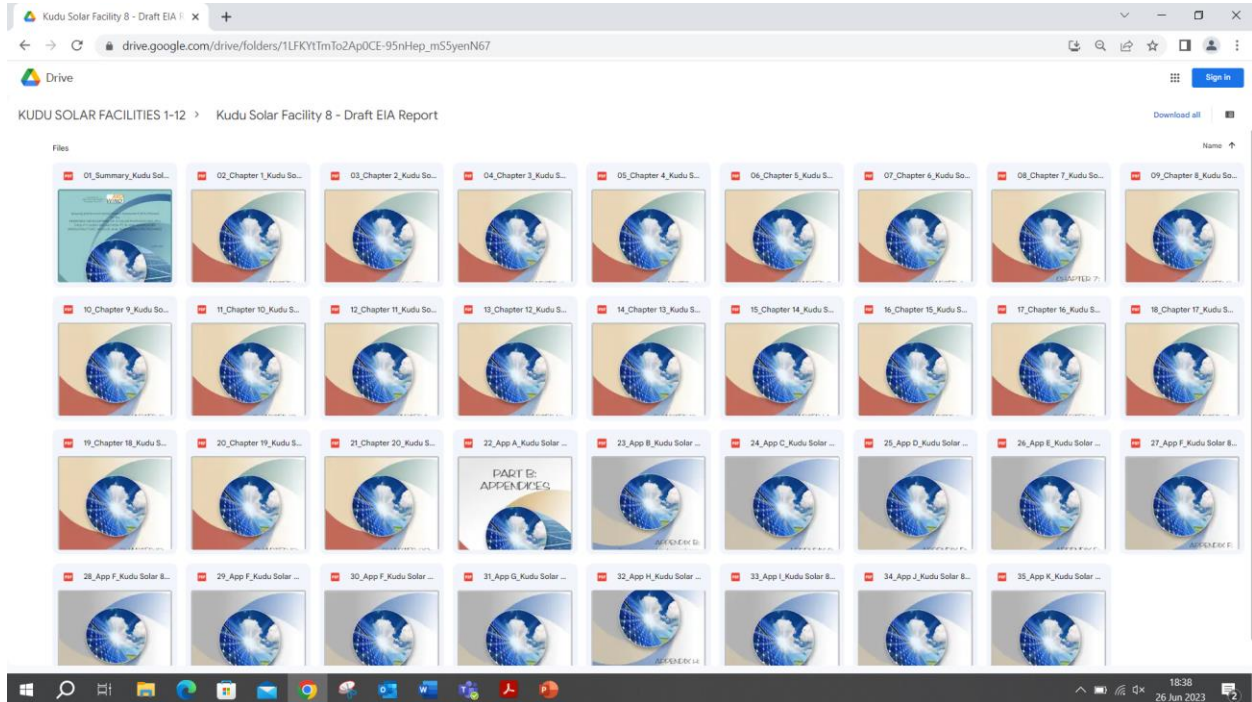 Kudu Solar Facility 8 - Draft EIA R
drive.google.com/drive/folders/1LFKYtTmTo2Ap0CE-95nHep_mS5yenN67
Drive
Sign in
KUDU SOLAR FACILITIES 1-12 > Kudu Solar Facility 8 - Draft EIA Report
Download all
Files
Name
01_Summary_Kudu Sol... 02_Chapter 1_Kudu So... 03_Chapter 2_Kudu So... 04_Chapter 3_Kudu S... 05_Chapter 4_Kudu S... 06_Chapter 5_Kudu S... 07_Chapter 6_Kudu So... 08_Chapter 7_Kudu So... 09_Chapter 8_Kudu So...
CHAPTER 7:
10_Chapter 9_Kudu So... 11_Chapter 10_Kudu S... 12_Chapter 11_Kudu S... 13_Chapter 12_Kudu S... 14_Chapter 13_Kudu S... 15_Chapter 14_Kudu S... 16_Chapter 15_Kudu S... 17_Chapter 16_Kudu S... 18_Chapter 17_Kudu S...
19_Chapter 18_Kudu S... 20_Chapter 19_Kudu S... 21_Chapter 20_Kudu S... 22_App A_Kudu Solar ... 23_App B_Kudu Solar ... 24_App C_Kudu Solar ... 25_App D_Kudu Solar ... 26_App E_Kudu Solar ... 27_App F_Kudu Solar 8...
PART B:
APPENDICES
28_App F_Kudu Solar 8... 29_App F_Kudu Solar ... 30_App F_Kudu Solar ... 31_App G_Kudu Solar ... 32_App H_Kudu Solar ... 33_App I_Kudu Solar 8... 34_App J_Kudu Solar 8... 35_App K_Kudu Solar ...
18:38
26 Jun 2023
2